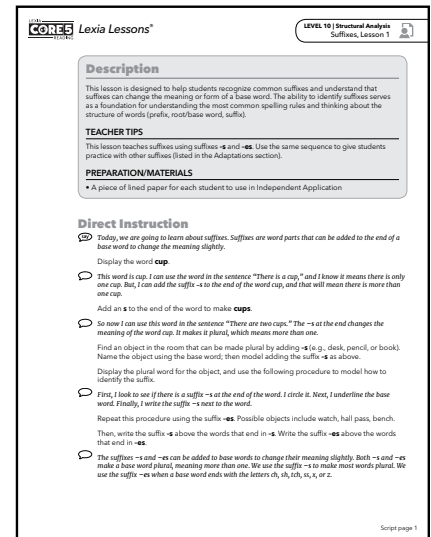 LEXIA
CORE5
READING
Lexia Lessons®
LEVEL 10 | Structural Analysis
Suffixes, Lesson 1
Description
This lesson is designed to help students recognize common suffixes and understand that
suffixes can change the meaning or form of a base word. The ability to identify suffixes serves
as a foundation for understanding the most common spelling rules and thinking about the
structure of words (prefix, root/base word, suffix).
TEACHER TIPS
This lesson teaches suffixes using suffixes -s and -es. Use the same sequence to give students
practice with other suffixes (listed in the Adaptations section).
PREPARATION/MATERIALS
• A piece of lined paper for each student to use in Independent Application
Direct Instruction
say
Today, we are going to learn about suffixes. Suffixes are word parts that can be added to the end of a
base word to change the meaning slightly.
Display the word cup.
This word is cup. I can use the word in the sentence “There is a cup,” and I know it means there is only
one cup. But, I can add the suffix -s to the end of the word cup, and that will mean there is more than
one cup.
Add an s to the end of the word to make cups.
So now I can use this word in the sentence “There are two cups.” The –s at the end changes the
meaning of the word cup. It makes it plural, which means more than one.
Find an object in the room that can be made plural by adding -s (e.g., desk, pencil, or book).
Name the object using the base word; then model adding the suffix -s as above.
Display the plural word for the object, and use the following procedure to model how to
identify the suffix.
First, I look to see if there is a suffix –s at the end of the word. I circle it. Next, I underline the base
word. Finally, I write the suffix –s next to the word.
Repeat this procedure using the suffix -es. Possible objects include watch, hall pass, bench.
Then, write the suffix -s above the words that end in -s. Write the suffix -es above the words
that end in -es.
The suffixes –s and –es can be added to base words to change their meaning slightly. Both –s and –es
make a base word plural, meaning more than one. We use the suffix –s to make most words plural. We
use the suffix –es when a base word ends with the letters ch, sh, tch, ss, x, or z.
Script page 1